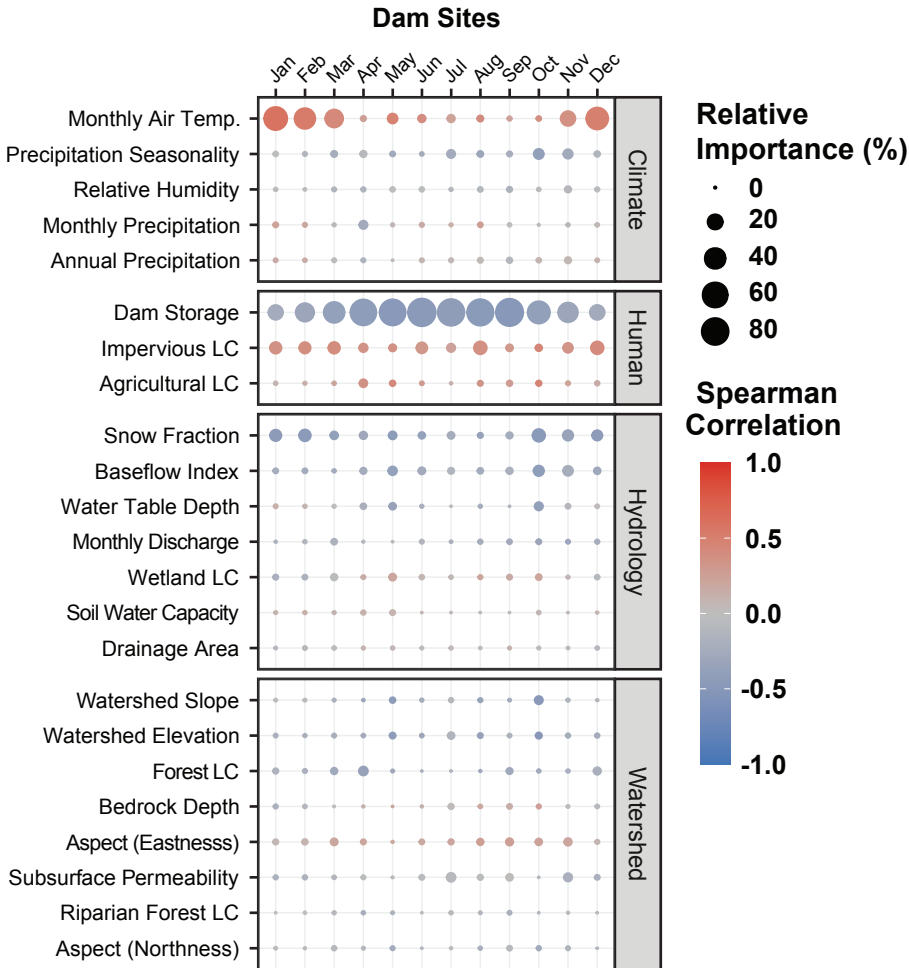 Dam Sites
Jan Feb Mar Apr May Jun Jul Aug Sep Oct Nov Dec
Monthly Air Temp.
Precipitation Seasonality
Relative Humidity
Monthly Precipitation
Annual Precipitation
Climate
Dam Storage
Impervious LC
Agricultural LC
Human
Snow Fraction
Baseflow Index
Water Table Depth
Monthly Discharge
Wetland LC
Soil Water Capacity
Drainage Area
Hydrology
Watershed Slope
Watershed Elevation
Forest LC
Bedrock Depth
Aspect (Eastnesss)
Subsurface Permeability
Riparian Forest LC
Aspect (Northness)
Watershed
Relative
Importance (%)
0
20
40
60
80
Spearman
Correlation
1.0
0.5
0.0
-0.5
-1.0